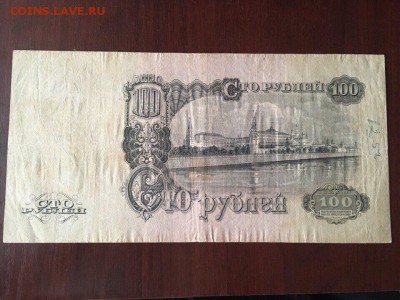 COINS.LAVE.RU
СТО РУБЛЕЙ 100
100
СТО
РУБЛЕЙ
Сто рублей
100